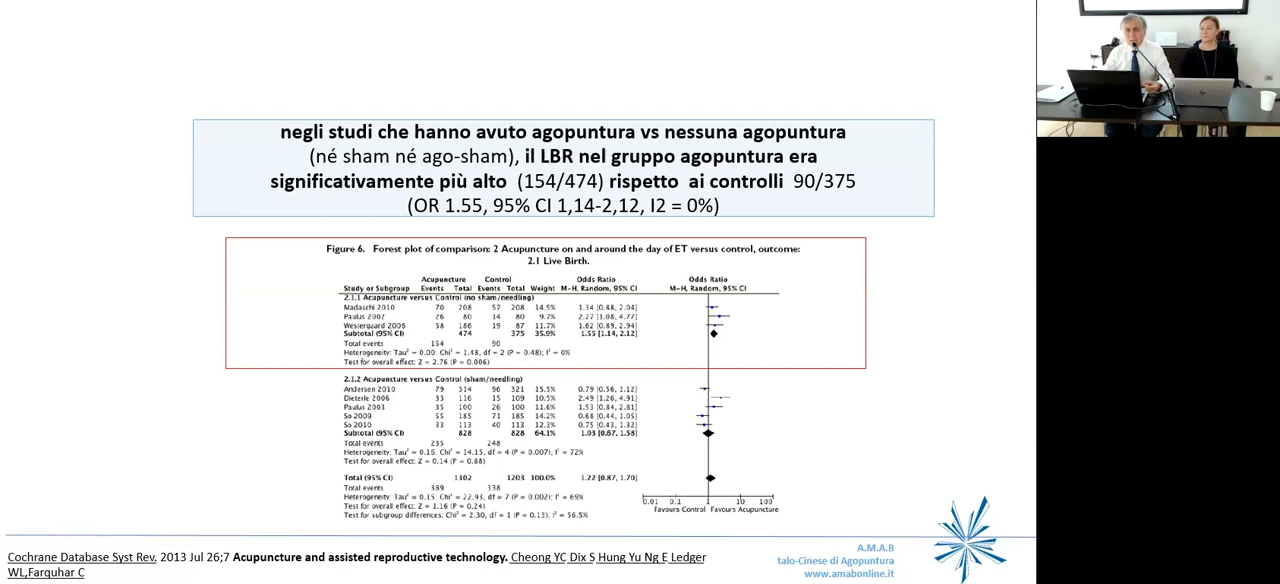 negli studi che hanno avuto agopuntura vs nessuna agopuntura
(né sham né ago-sham), il LBR nel gruppo agopuntura era
significativamente più alto (154/474) rispetto ai controlli 90/375
(OR 1.55, 95% CI 1,14-2,12, I2 = 0%)
Figure 6. Forest plot of comparison: 2 Acupuncture on and around the day of ET versus control, outcome:
2.1 Live Birth.
Acupuncture Control Odds Ratio Odds Ratio
Study or Subgroup Events Total Events Total Weight M-H, Random, 95% CI M-H, Random, 95% CI
2.1.1 Acupuncture versus Control (no sham/needling)
Madaschi 2010 70 208 57 208 14.5% 1.34 [0.88, 2.04]
Paulus 2002 26 80 14 80 9.7% 2.27 [1.08, 4.77]
Westergaard 2006 58 186 19 87 11.7% 1.62 [0.89, 2.94]
Subtotal (95% CI) 474 375 35.9% 1.55 [1.14, 2.12]
Total events 154 90
Heterogeneity: Tau² = 0.00; Chi² = 1.48, df = 2 (P = 0.48); I² = 0%
Test for overall effect: Z = 2.76 (P = 0.006)
2.1.2 Acupuncture versus Control (sham/needling)
Andersen 2010 79 314 96 321 15.5% 0.79 [0.56, 1.12]
Dieterle 2006 33 116 15 109 10.5% 2.49 [1.26, 4.91]
Paulus 2003 35 100 26 100 11.6% 1.53 [0.84, 2.81]
So 2009 55 185 71 185 14.2% 0.68 [0.44, 1.05]
So 2010 33 113 40 113 12.3% 0.75 [0.43, 1.32]
Subtotal (95% CI) 828 828 64.1% 1.03 [0.67, 1.58]
Total events 235 248
Heterogeneity: Tau² = 0.16; Chi² = 14.15, df = 4 (P = 0.007); I² = 72%
Test for overall effect: Z = 0.14 (P = 0.88)
Total (95% CI) 1302 1203 100.0% 1.22 [0.87, 1.70]
Total events 389 338
Heterogeneity: Tau² = 0.15; Chi² = 22.93, df = 7 (P = 0.002); I² = 69%
Test for overall effect: Z = 1.16 (P = 0.24)
Test for subgroup differences: Chi² = 2.30, df = 1 (P = 0.13), I² = 56.5%
0.01 0.1 1 10 100
Favours Control Favours Acupuncture
Cochrane Database Syst Rev. 2013 Jul 26;7 Acupuncture and assisted reproductive technology. Cheong YC Dix S Hung Yu Ng E Ledger
WL,Farquhar C
A.M.A.B
talo-Cinese di Agopuntura
www.amabonline.it